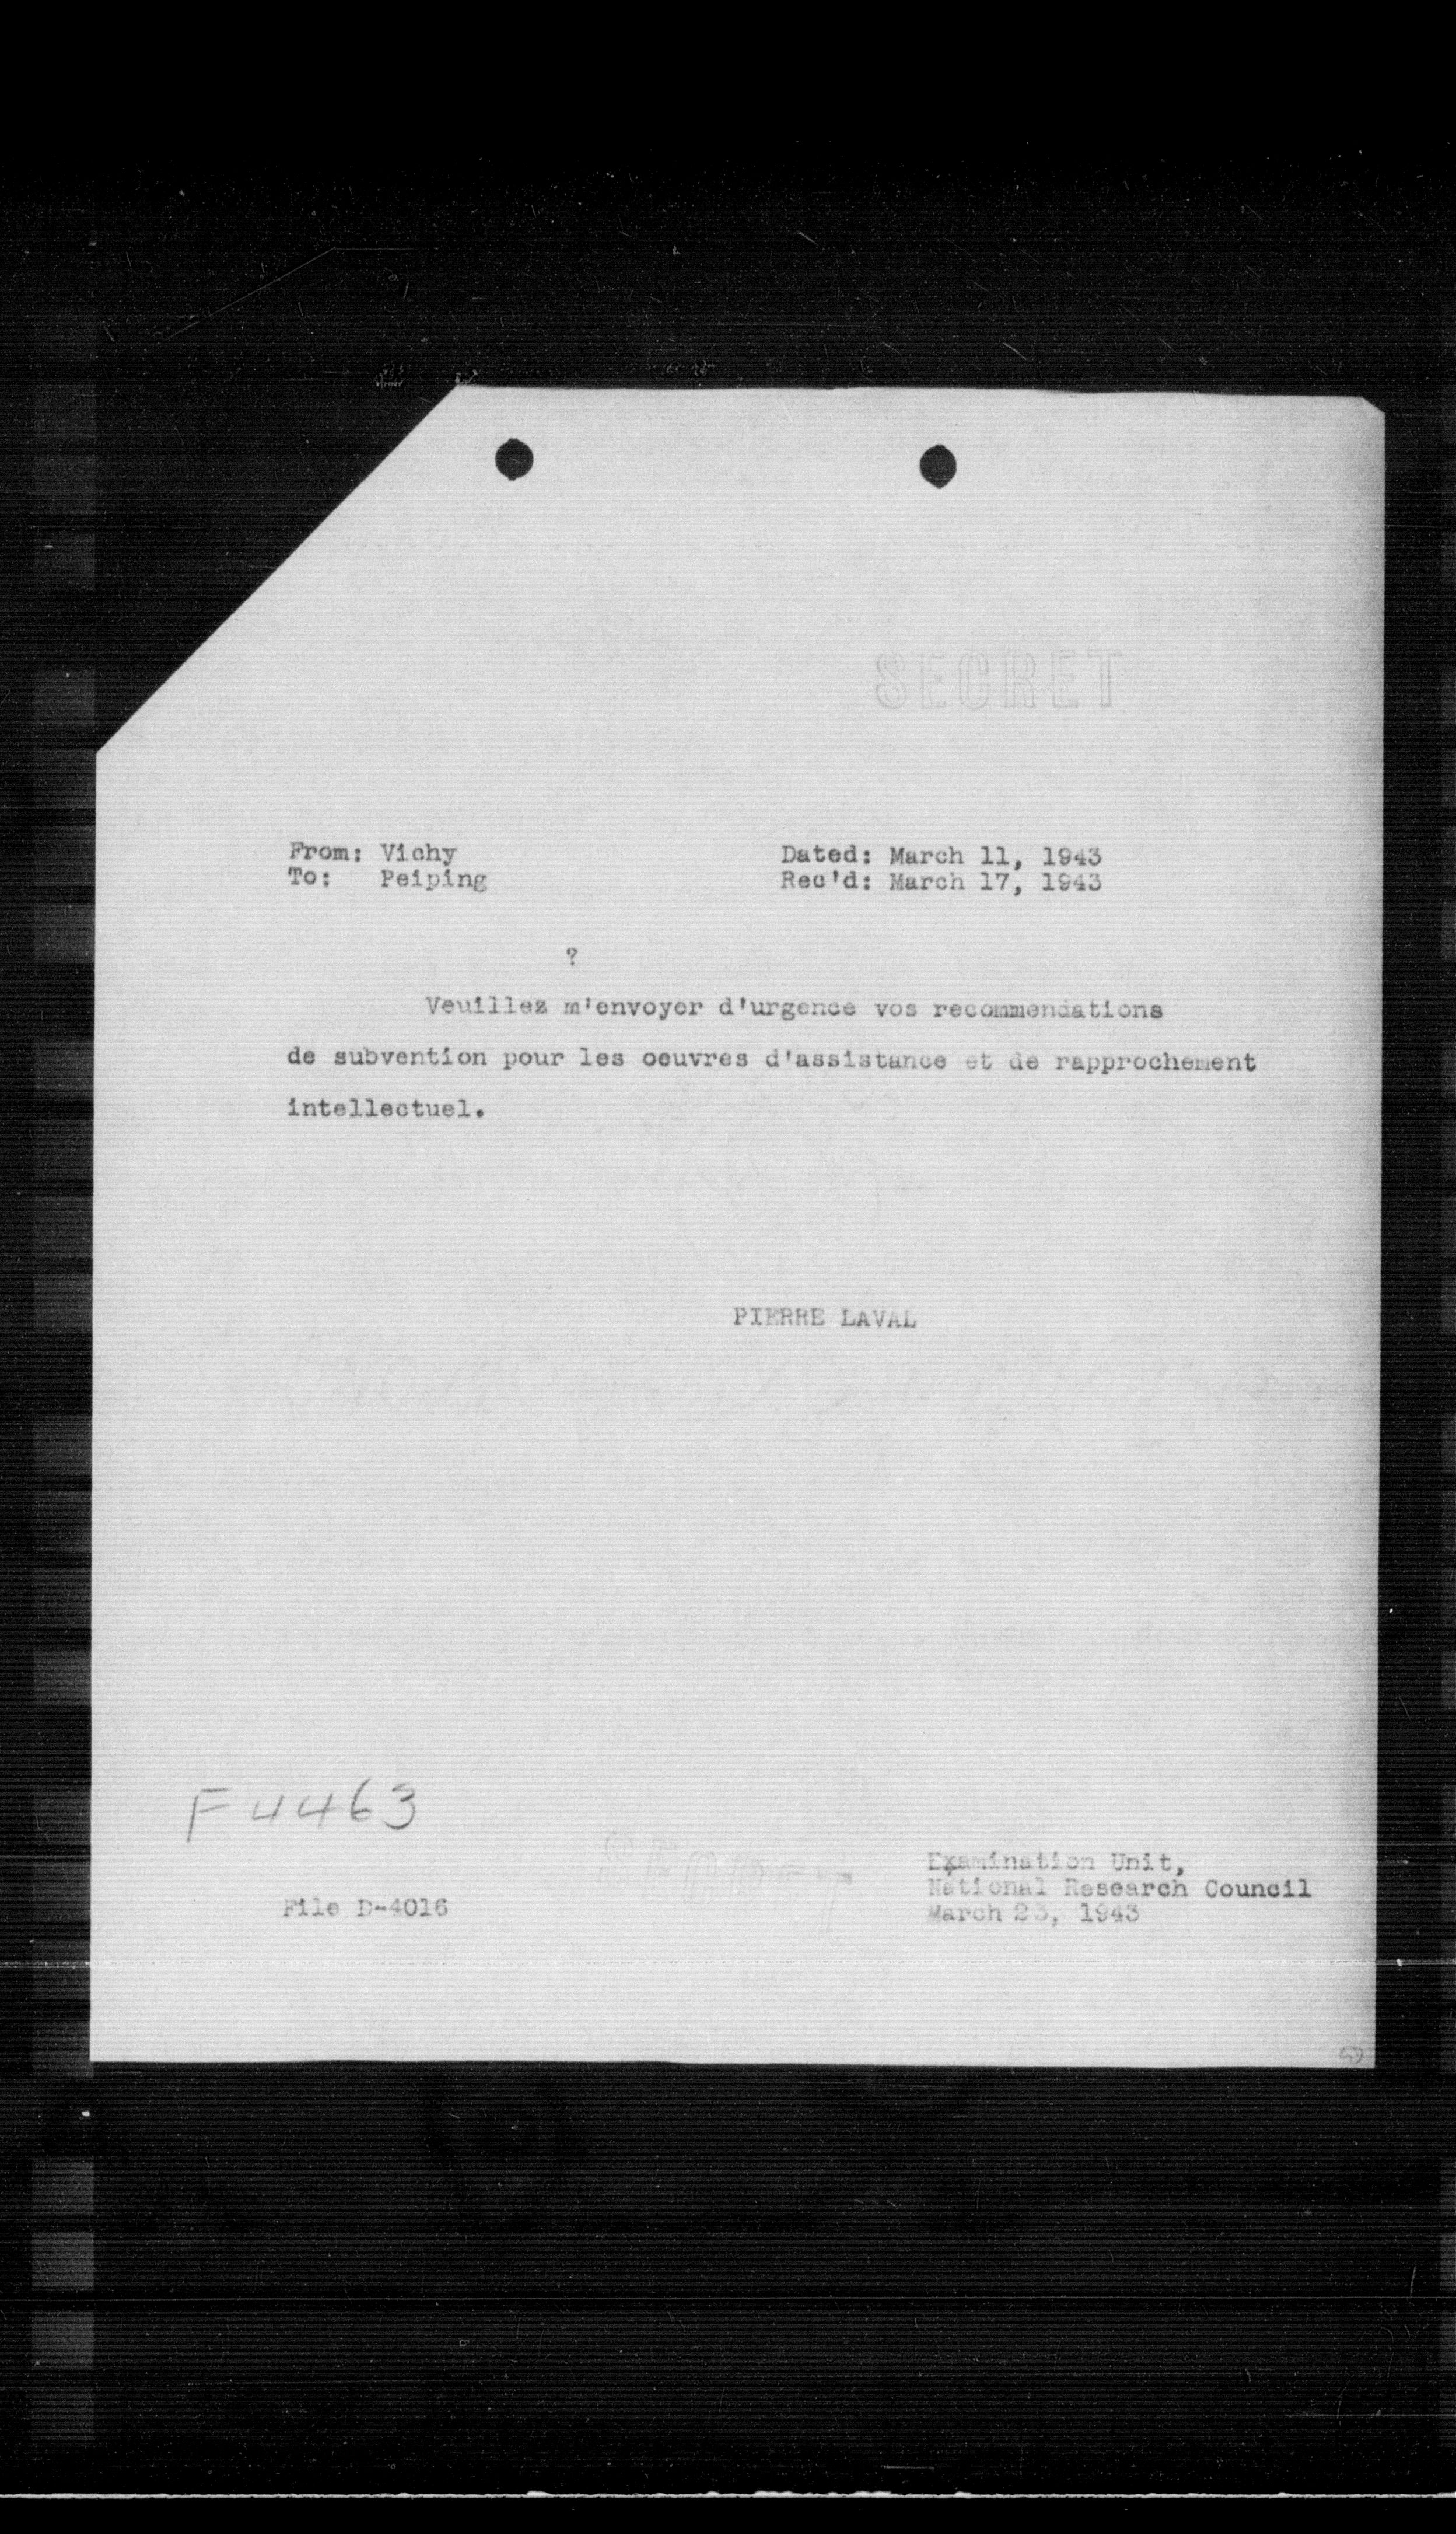 SECRET
From: Vichy
Dated: March 11, 1943
To: Peiping
Rec'd: March 17, 1943
?
Veuillez m'envoyer d'urgence vos recommendations
de subvention pour les oeuvres d'assistance et de rapprochement
intellectuel.
PIERRE LAVAL
F 4463
SECRET
Examination Unit,
National Research Council
File D-4016
March 23, 1943